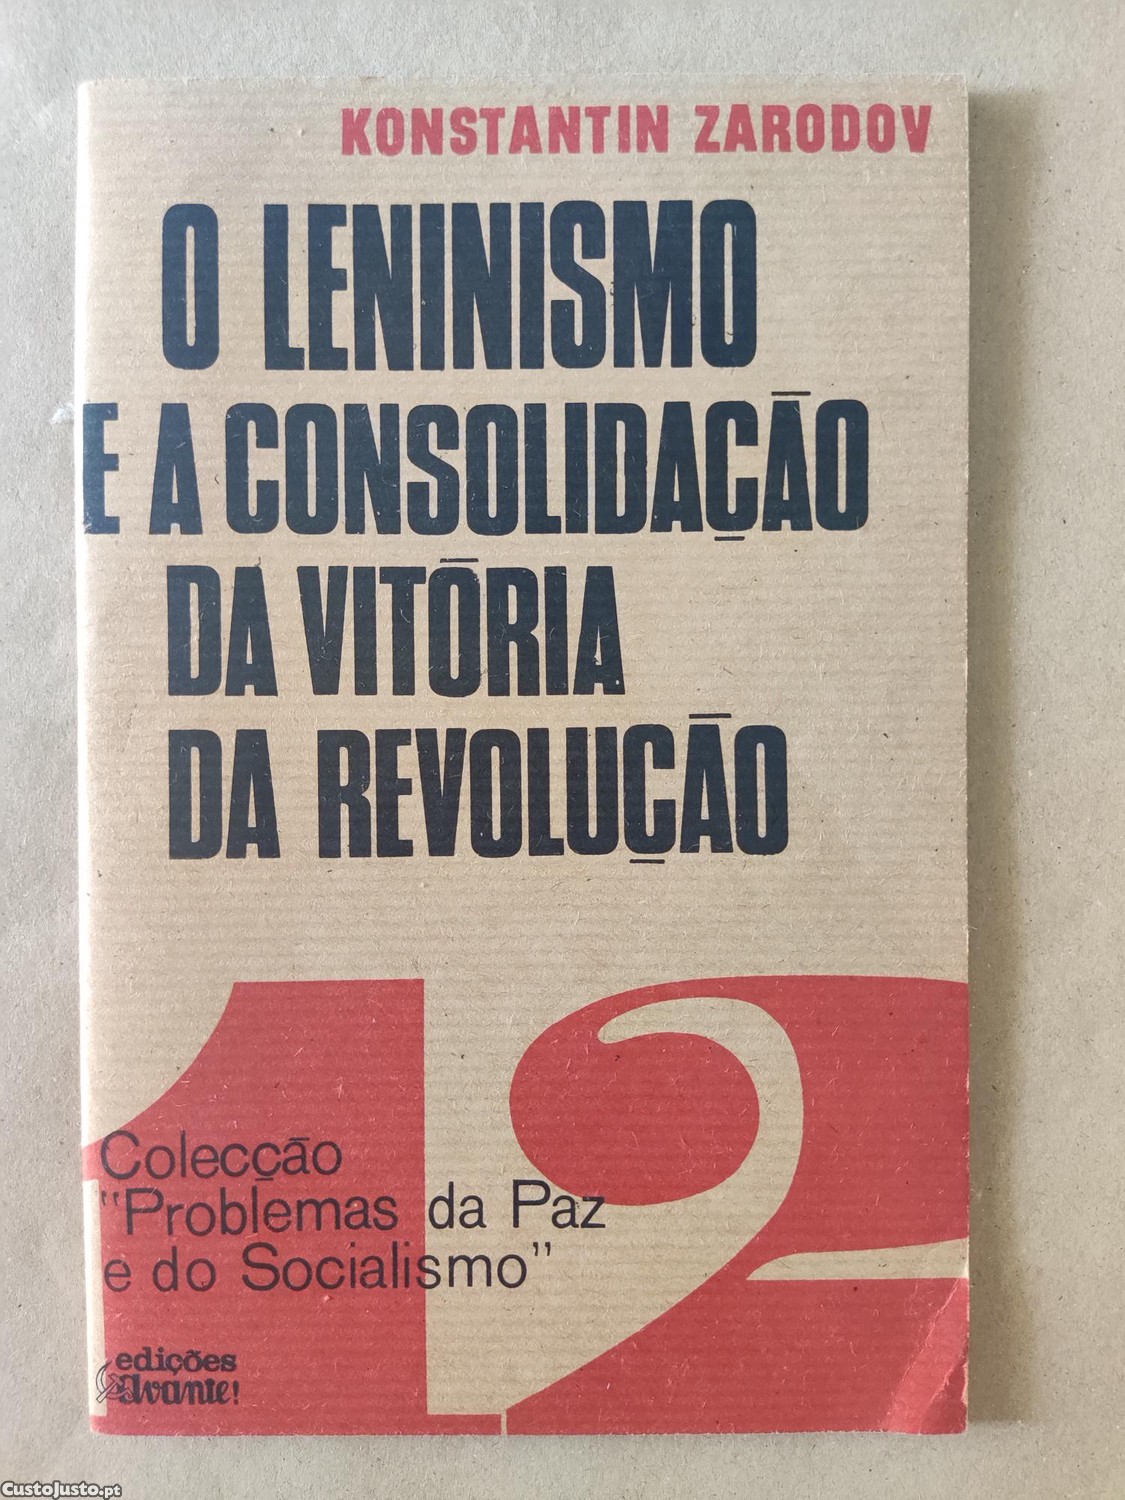 KONSTANTIN ZARODOV
O LENINISMO
E A CONSOLIDAÇÃO
DA VITÓRIA
DA REVOLUÇÃO
12
Colecção
"Problemas da Paz
e do Socialismo"
edições
avante!
CustoJusto.pt